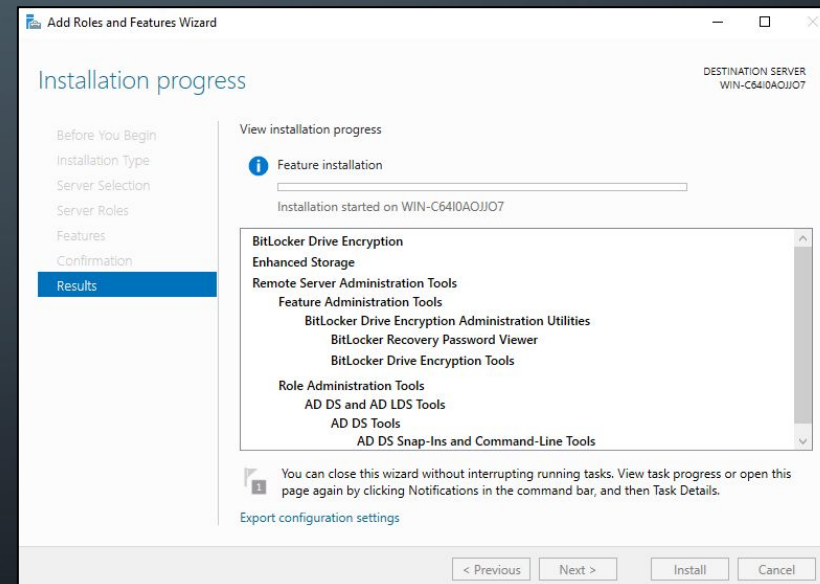 Add Roles and Features Wizard
Installation progress
DESTINATION SERVER
WIN-C64I0AOJJO7
Before You Begin
Installation Type
Server Selection
Server Roles
Features
Confirmation
Results
View installation progress
Feature installation
Installation started on WIN-C64I0AOJJO7
BitLocker Drive Encryption
Enhanced Storage
Remote Server Administration Tools
Feature Administration Tools
BitLocker Drive Encryption Administration Utilities
BitLocker Recovery Password Viewer
BitLocker Drive Encryption Tools
Role Administration Tools
AD DS and AD LDS Tools
AD DS Tools
AD DS Snap-Ins and Command-Line Tools
1
You can close this wizard without interrupting running tasks. View task progress or open this
page again by clicking Notifications in the command bar, and then Task Details.
Export configuration settings
< Previous
Next >
Install
Cancel